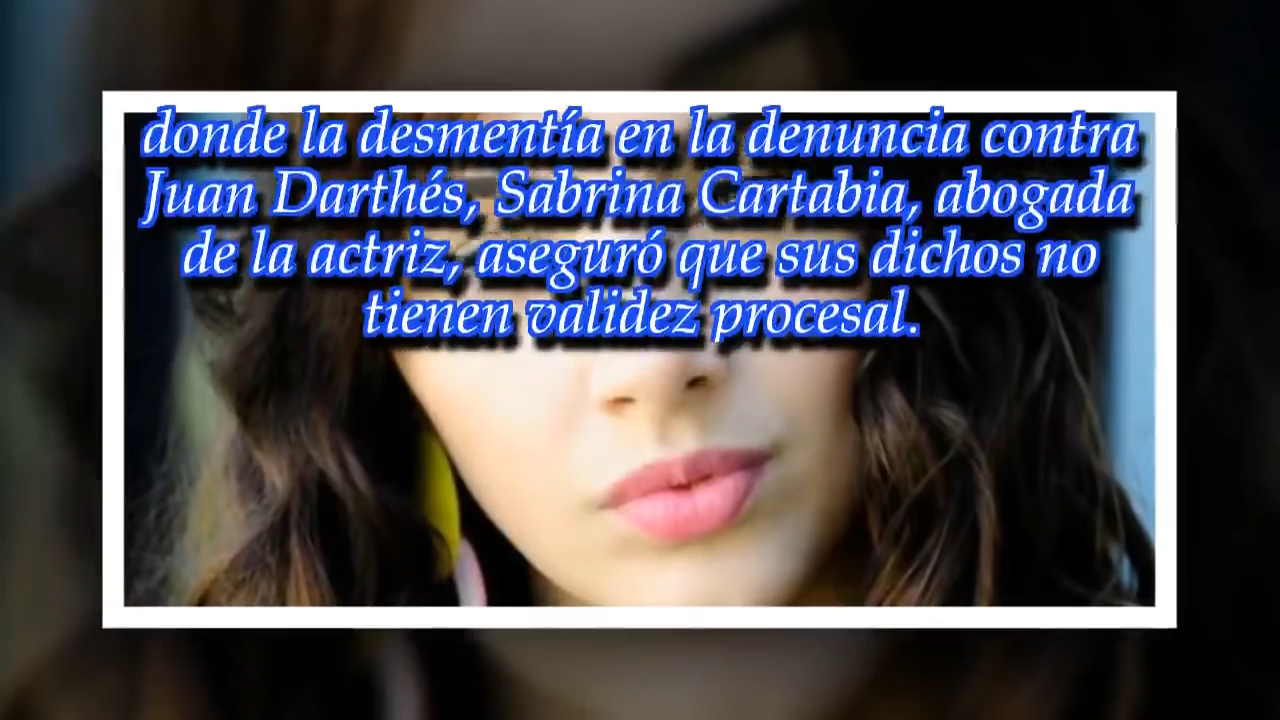 donde la desmentía en la denuncia contra
Juan Darthés, Sabrina Cartabia, abogada
de la actriz, aseguró que sus dichos no
tienen validez procesal.